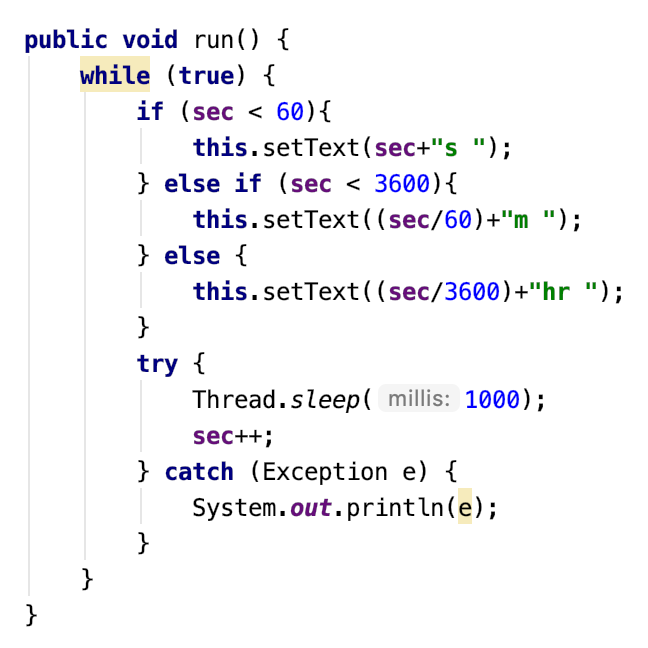 public void run() {
    while (true) {
        if (sec < 60){
            this.setText(sec+"s ");
        } else if (sec < 3600){
            this.setText((sec/60)+"m ");
        } else {
            this.setText((sec/3600)+"hr ");
        }
        try {
            Thread.sleep( millis: 1000);
            sec++;
        } catch (Exception e) {
            System.out.println(e);
        }
    }
}